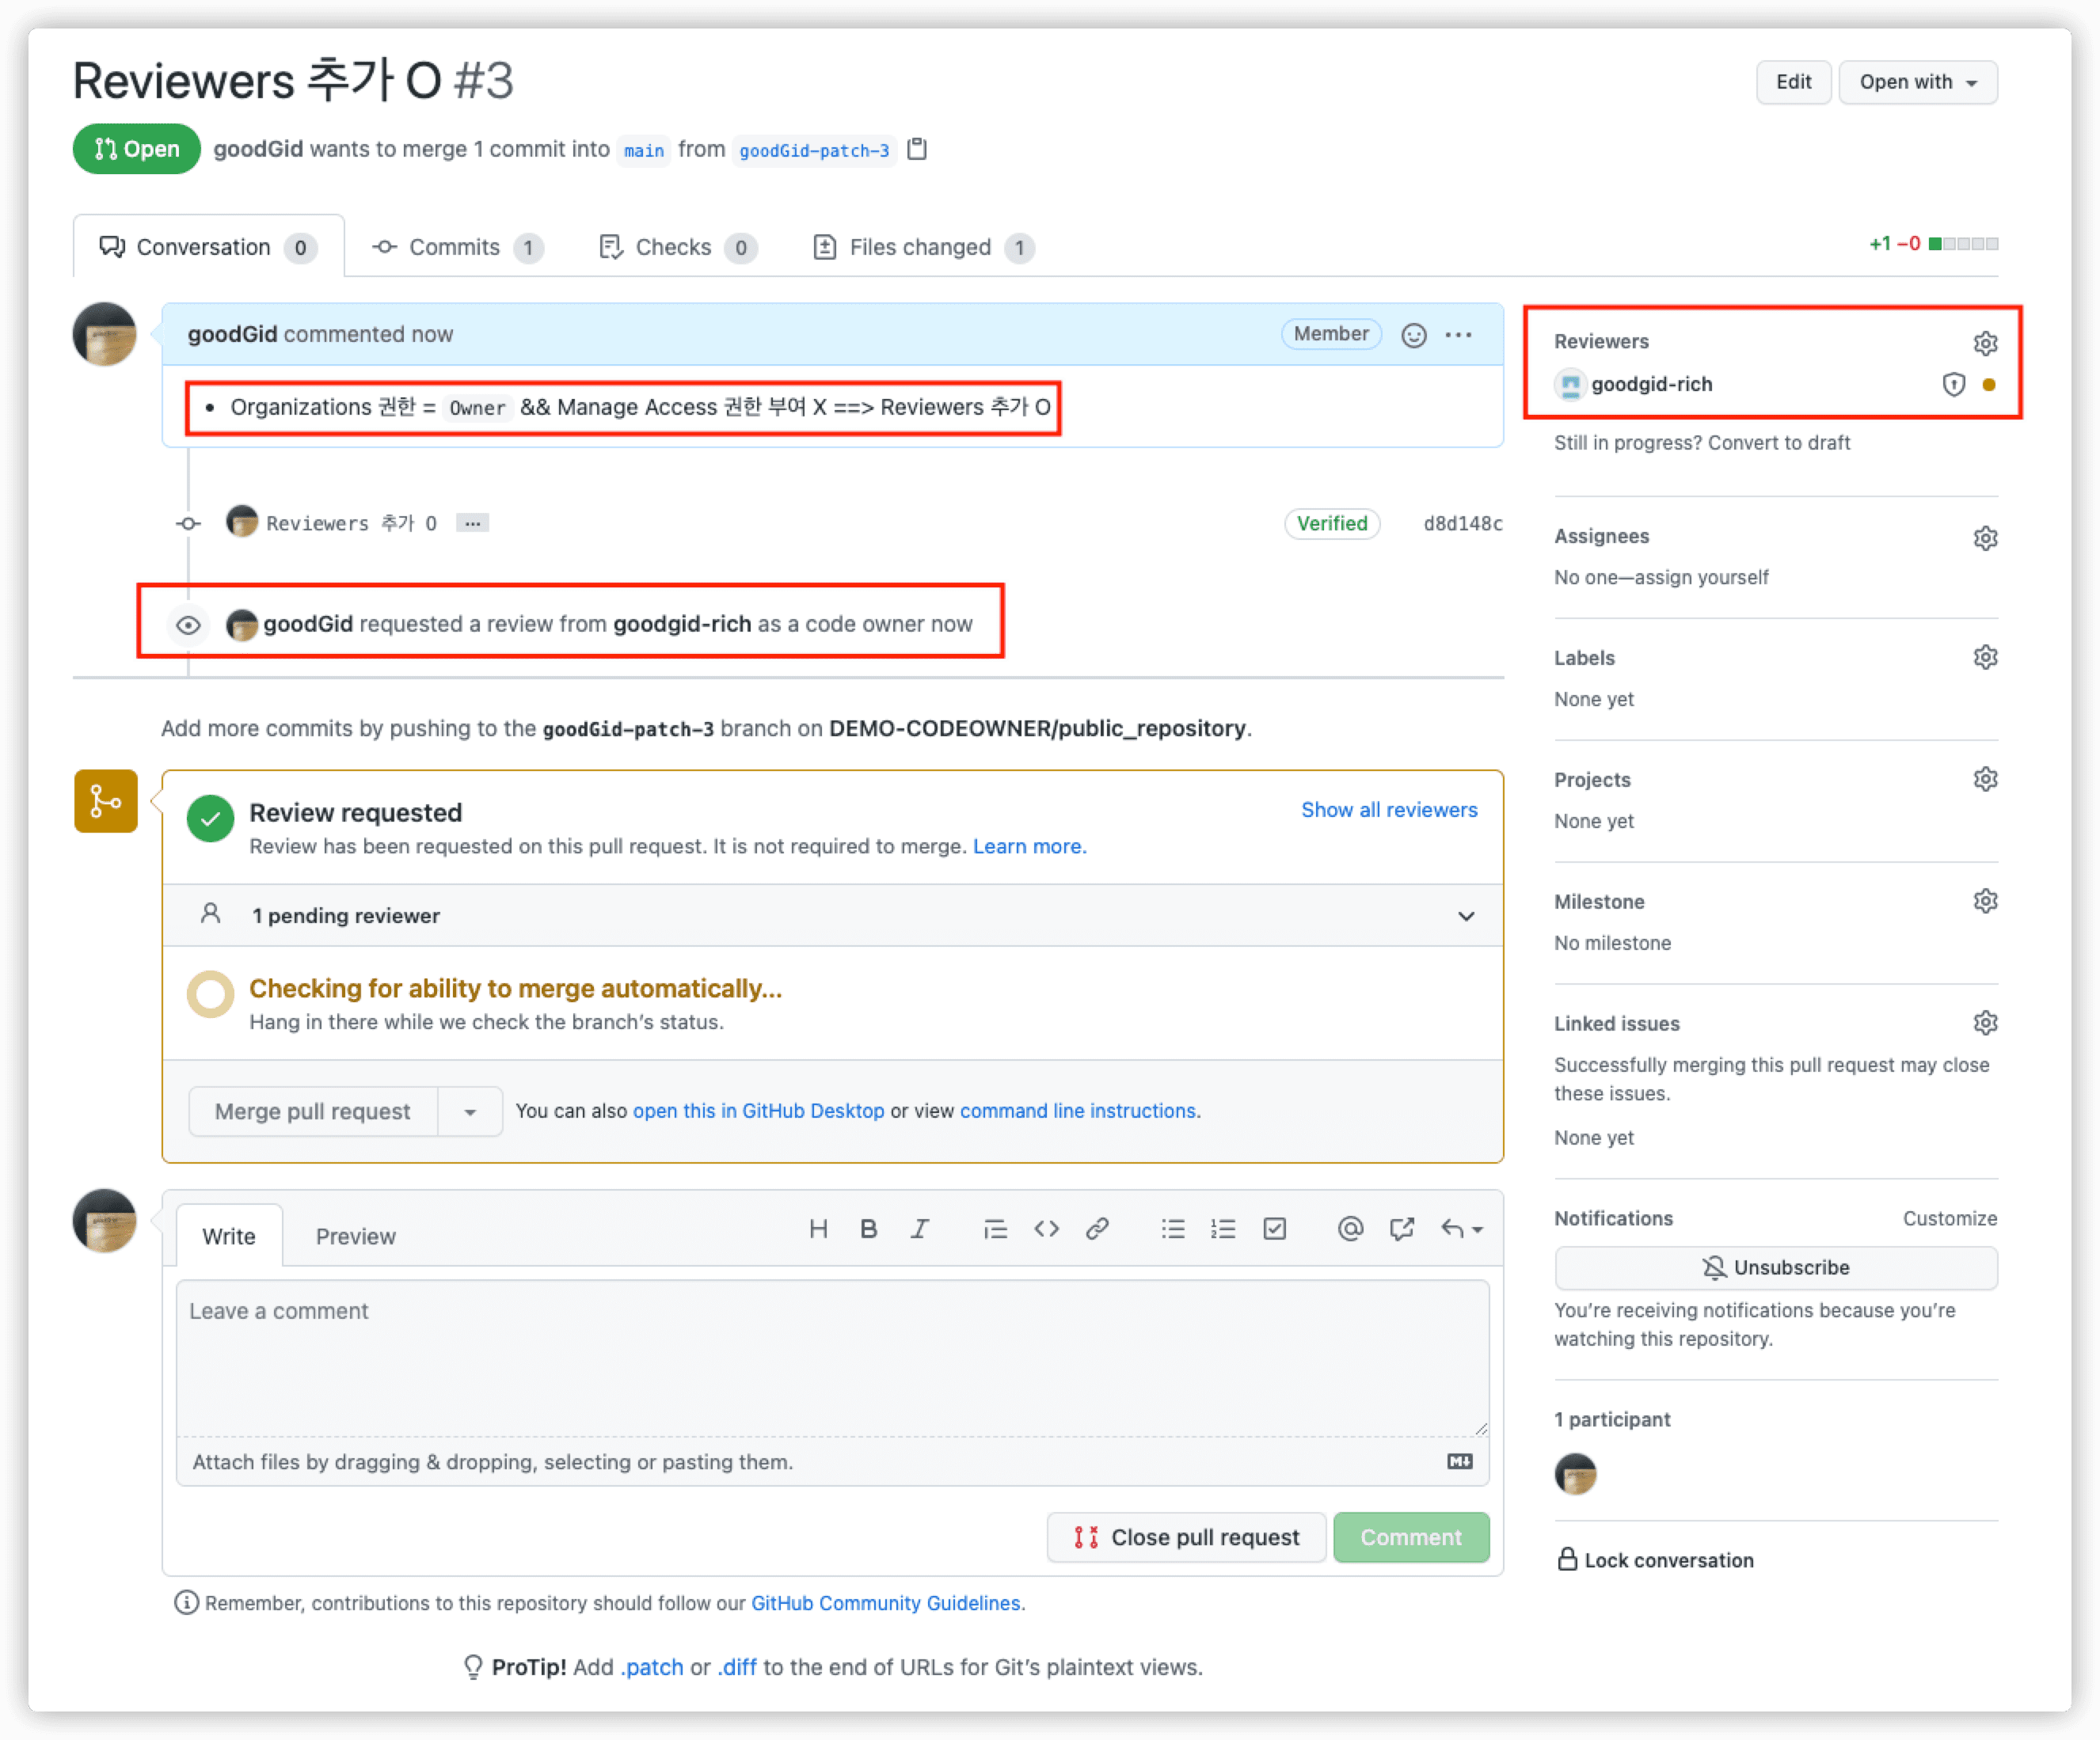 Reviewers 추가 O #3
Edit
Open with
Open
goodGid wants to merge 1 commit into main from goodGid-patch-3
Conversation 0
Commits 1
Checks 0
Files changed 1
+1 −0
goodGid commented now
Member
• Organizations 권한 = Owner && Manage Access 권한 부여 X ==> Reviewers 추가 O
Reviewers 추가 O ...
Verified
d8d148c
goodGid requested a review from goodgid-rich as a code owner now
Add more commits by pushing to the goodGid-patch-3 branch on DEMO-CODEOWNER/public_repository.
Review requested
Show all reviewers
Review has been requested on this pull request. It is not required to merge. Learn more.
1 pending reviewer
Checking for ability to merge automatically...
Hang in there while we check the branch’s status.
Merge pull request
You can also open this in GitHub Desktop or view command line instructions.
Write
Preview
Leave a comment
Attach files by dragging & dropping, selecting or pasting them.
Close pull request
Comment
Remember, contributions to this repository should follow our GitHub Community Guidelines.
ProTip! Add .patch or .diff to the end of URLs for Git’s plaintext views.
Reviewers
goodgid-rich
Still in progress? Convert to draft
Assignees
No one—assign yourself
Labels
None yet
Projects
None yet
Milestone
No milestone
Linked issues
Successfully merging this pull request may close
these issues.
None yet
Notifications
Customize
Unsubscribe
You’re receiving notifications because you’re
watching this repository.
1 participant
Lock conversation